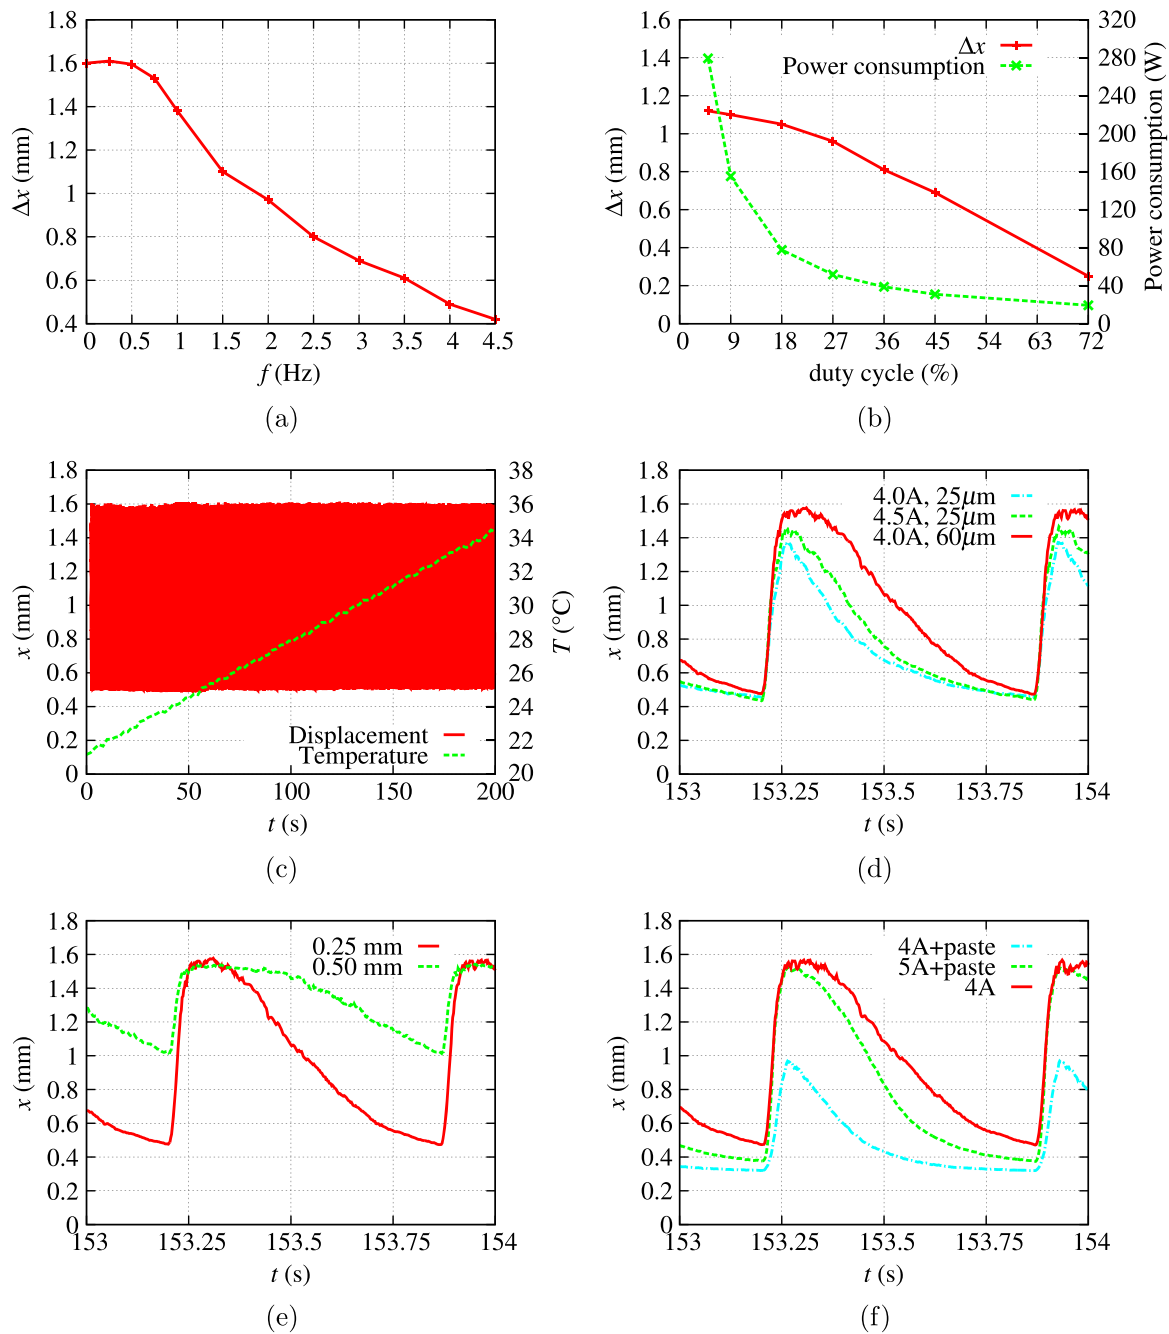 1.8
1.6
1.4
1.2
1
0.8
0.6
0.4
Δx (mm)
0 0.5 1 1.5 2 2.5 3 3.5 4 4.5
f (Hz)
(a)
1.6
1.4
1.2
1
0.8
0.6
0.4
0.2
0
Δx (mm)
Δx
Power consumption
320
280
240
200
160
120
80
40
0
Power consumption (W)
0 9 18 27 36 45 54 63 72
duty cycle (%)
(b)
1.8
1.6
1.4
1.2
1
0.8
0.6
0.4
0.2
0
x (mm)
Displacement
Temperature
38
36
34
32
30
28
26
24
22
20
T (°C)
0 50 100 150 200
t (s)
(c)
1.8
1.6
1.4
1.2
1
0.8
0.6
0.4
0.2
0
x (mm)
4.0A, 25μm
4.5A, 25μm
4.0A, 60μm
153 153.25 153.5 153.75 154
t (s)
(d)
1.8
1.6
1.4
1.2
1
0.8
0.6
0.4
0.2
0
x (mm)
0.25 mm
0.50 mm
153 153.25 153.5 153.75 154
t (s)
(e)
1.8
1.6
1.4
1.2
1
0.8
0.6
0.4
0.2
0
x (mm)
4A+paste
5A+paste
4A
153 153.25 153.5 153.75 154
t (s)
(f)